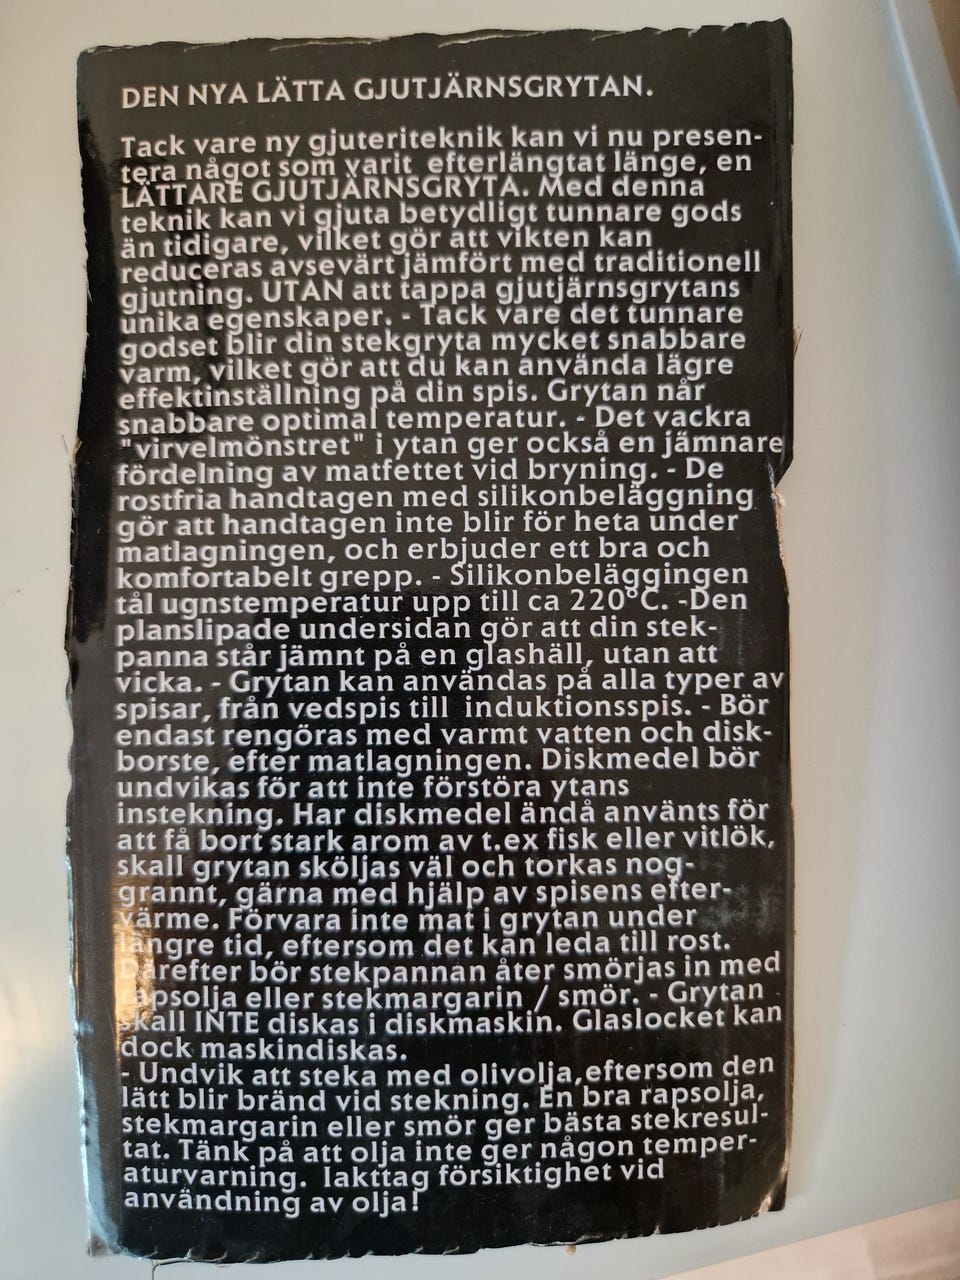 DEN NYA LÄTTA GJUTJÄRNSGRYTAN.
Tack vare ny gjuteriteknik kan vi nu presen-
tera något som varit efterlängtat länge, en
LÄTTARE GJUTJÄRNSGRYTA. Med denna
teknik kan vi gjuta betydligt tunnare gods
än tidigare, vilket gör att vikten kan
reduceras avsevärt jämfört med traditionell
gjutning. UTAN att tappa gjutjärnsgrytans
unika egenskaper. - Tack vare det tunnare
godset blir din stekgryta mycket snabbare
varm, vilket gör att du kan använda lägre
effektinställning på din spis. Grytan når
snabbare optimal temperatur. - Det vackra
"virvelmönstret" i ytan ger också en jämnare
fördelning av matfettet vid bryning. - De
rostfria handtagen med silikonbeläggning
gör att handtagen inte blir för heta under
matlagningen, och erbjuder ett bra och
komfortabelt grepp. - Silikonbeläggingen
tål ugnstemperatur upp till ca 220°C. -Den
planslipade undersidan gör att din stek-
panna står jämnt på en glashäll, utan att
vicka. - Grytan kan användas på alla typer av
spisar, från vedspis till induktionsspis. - Bör
endast rengöras med varmt vatten och disk-
borste, efter matlagningen. Diskmedel bör
undvikas för att inte förstöra ytans
instekning. Har diskmedel ändå använts för
att få bort stark arom av t.ex fisk eller vitlök,
skall grytan sköljas väl och torkas nog-
grannt, gärna med hjälp av spisens efter-
värme. Förvara inte mat i grytan under
längre tid, eftersom det kan leda till rost.
Därefter bör stekpannan åter smörjas in med
rapsolja eller stekmargarin / smör. - Grytan
skall INTE diskas i diskmaskin. Glaslocket kan
dock maskindiskas.
- Undvik att steka med olivolja,eftersom den
lätt blir bränd vid stekning. En bra rapsolja,
stekmargarin eller smör ger bästa stekresul-
tat. Tänk på att olja inte ger någon temper-
aturvarning. Iakttag försiktighet vid
användning av olja!